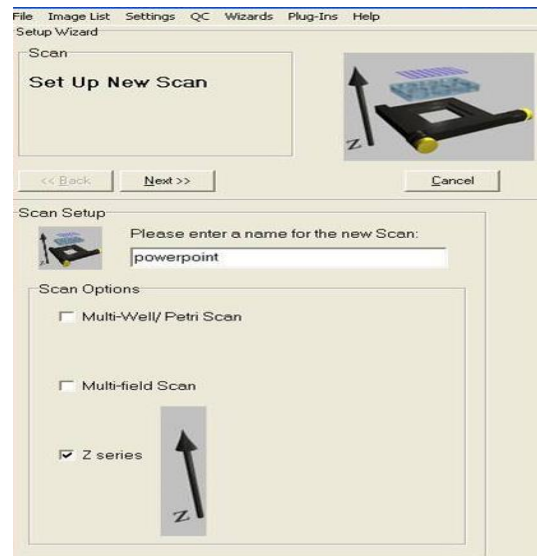 File Image List Settings QC Wizards Plug-Ins Help
Setup Wizard
Scan
Set Up New Scan
Z
<< Back Next >> Cancel
Scan Setup
Please enter a name for the new Scan:
Z
powerpoint
Scan Options
Multi-Well/ Petri Scan
Multi-field Scan
Z series
Z